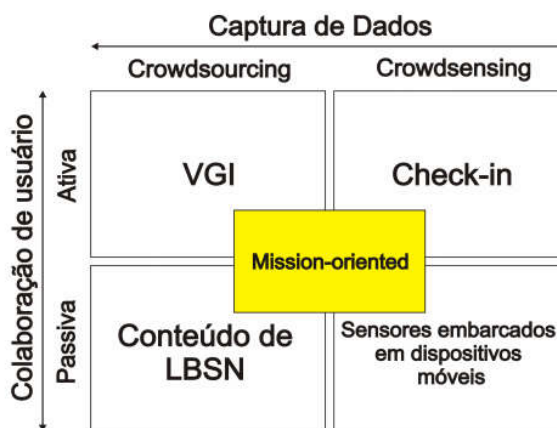 Captura de Dados
Crowdsourcing
Crowdsensing
Colaboração de usuário
Ativa
VGI
Check-in
Mission-oriented
Passiva
Conteúdo de
LBSN
Sensores embarcados
em dispositivos
móveis